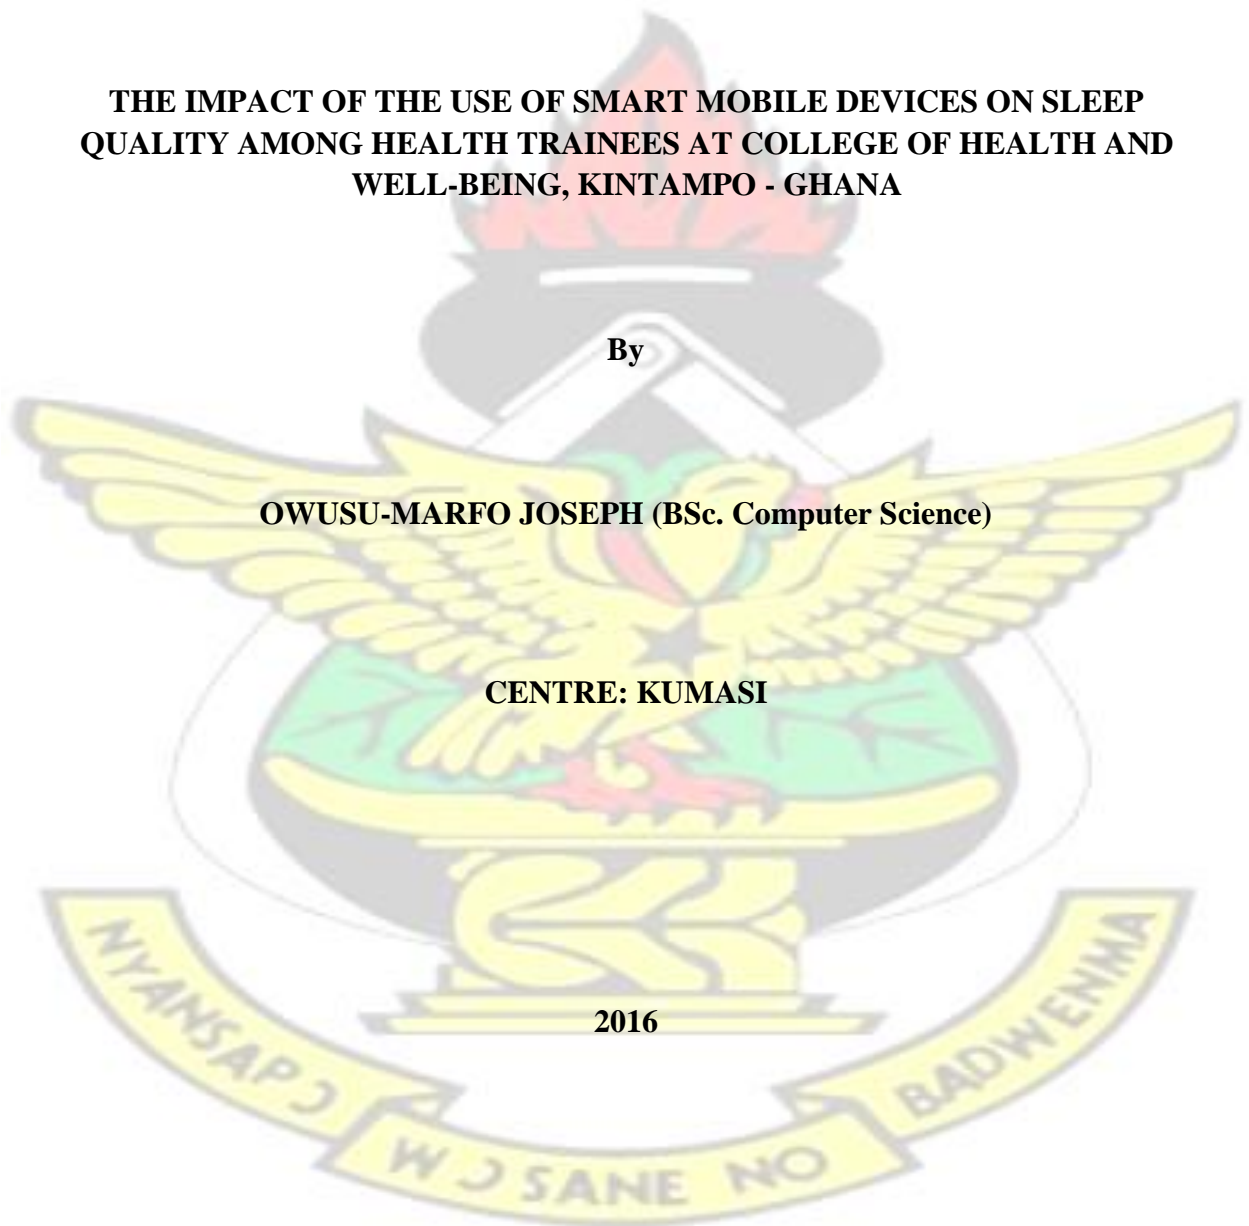 THE IMPACT OF THE USE OF SMART MOBILE DEVICES ON SLEEP
QUALITY AMONG HEALTH TRAINEES AT COLLEGE OF HEALTH AND
WELL-BEING, KINTAMPO - GHANA
By
OWUSU-MARFO JOSEPH (BSc. Computer Science)
CENTRE: KUMASI
2016
NYANSAPƆ
WƆSANE NO
BADWENMA